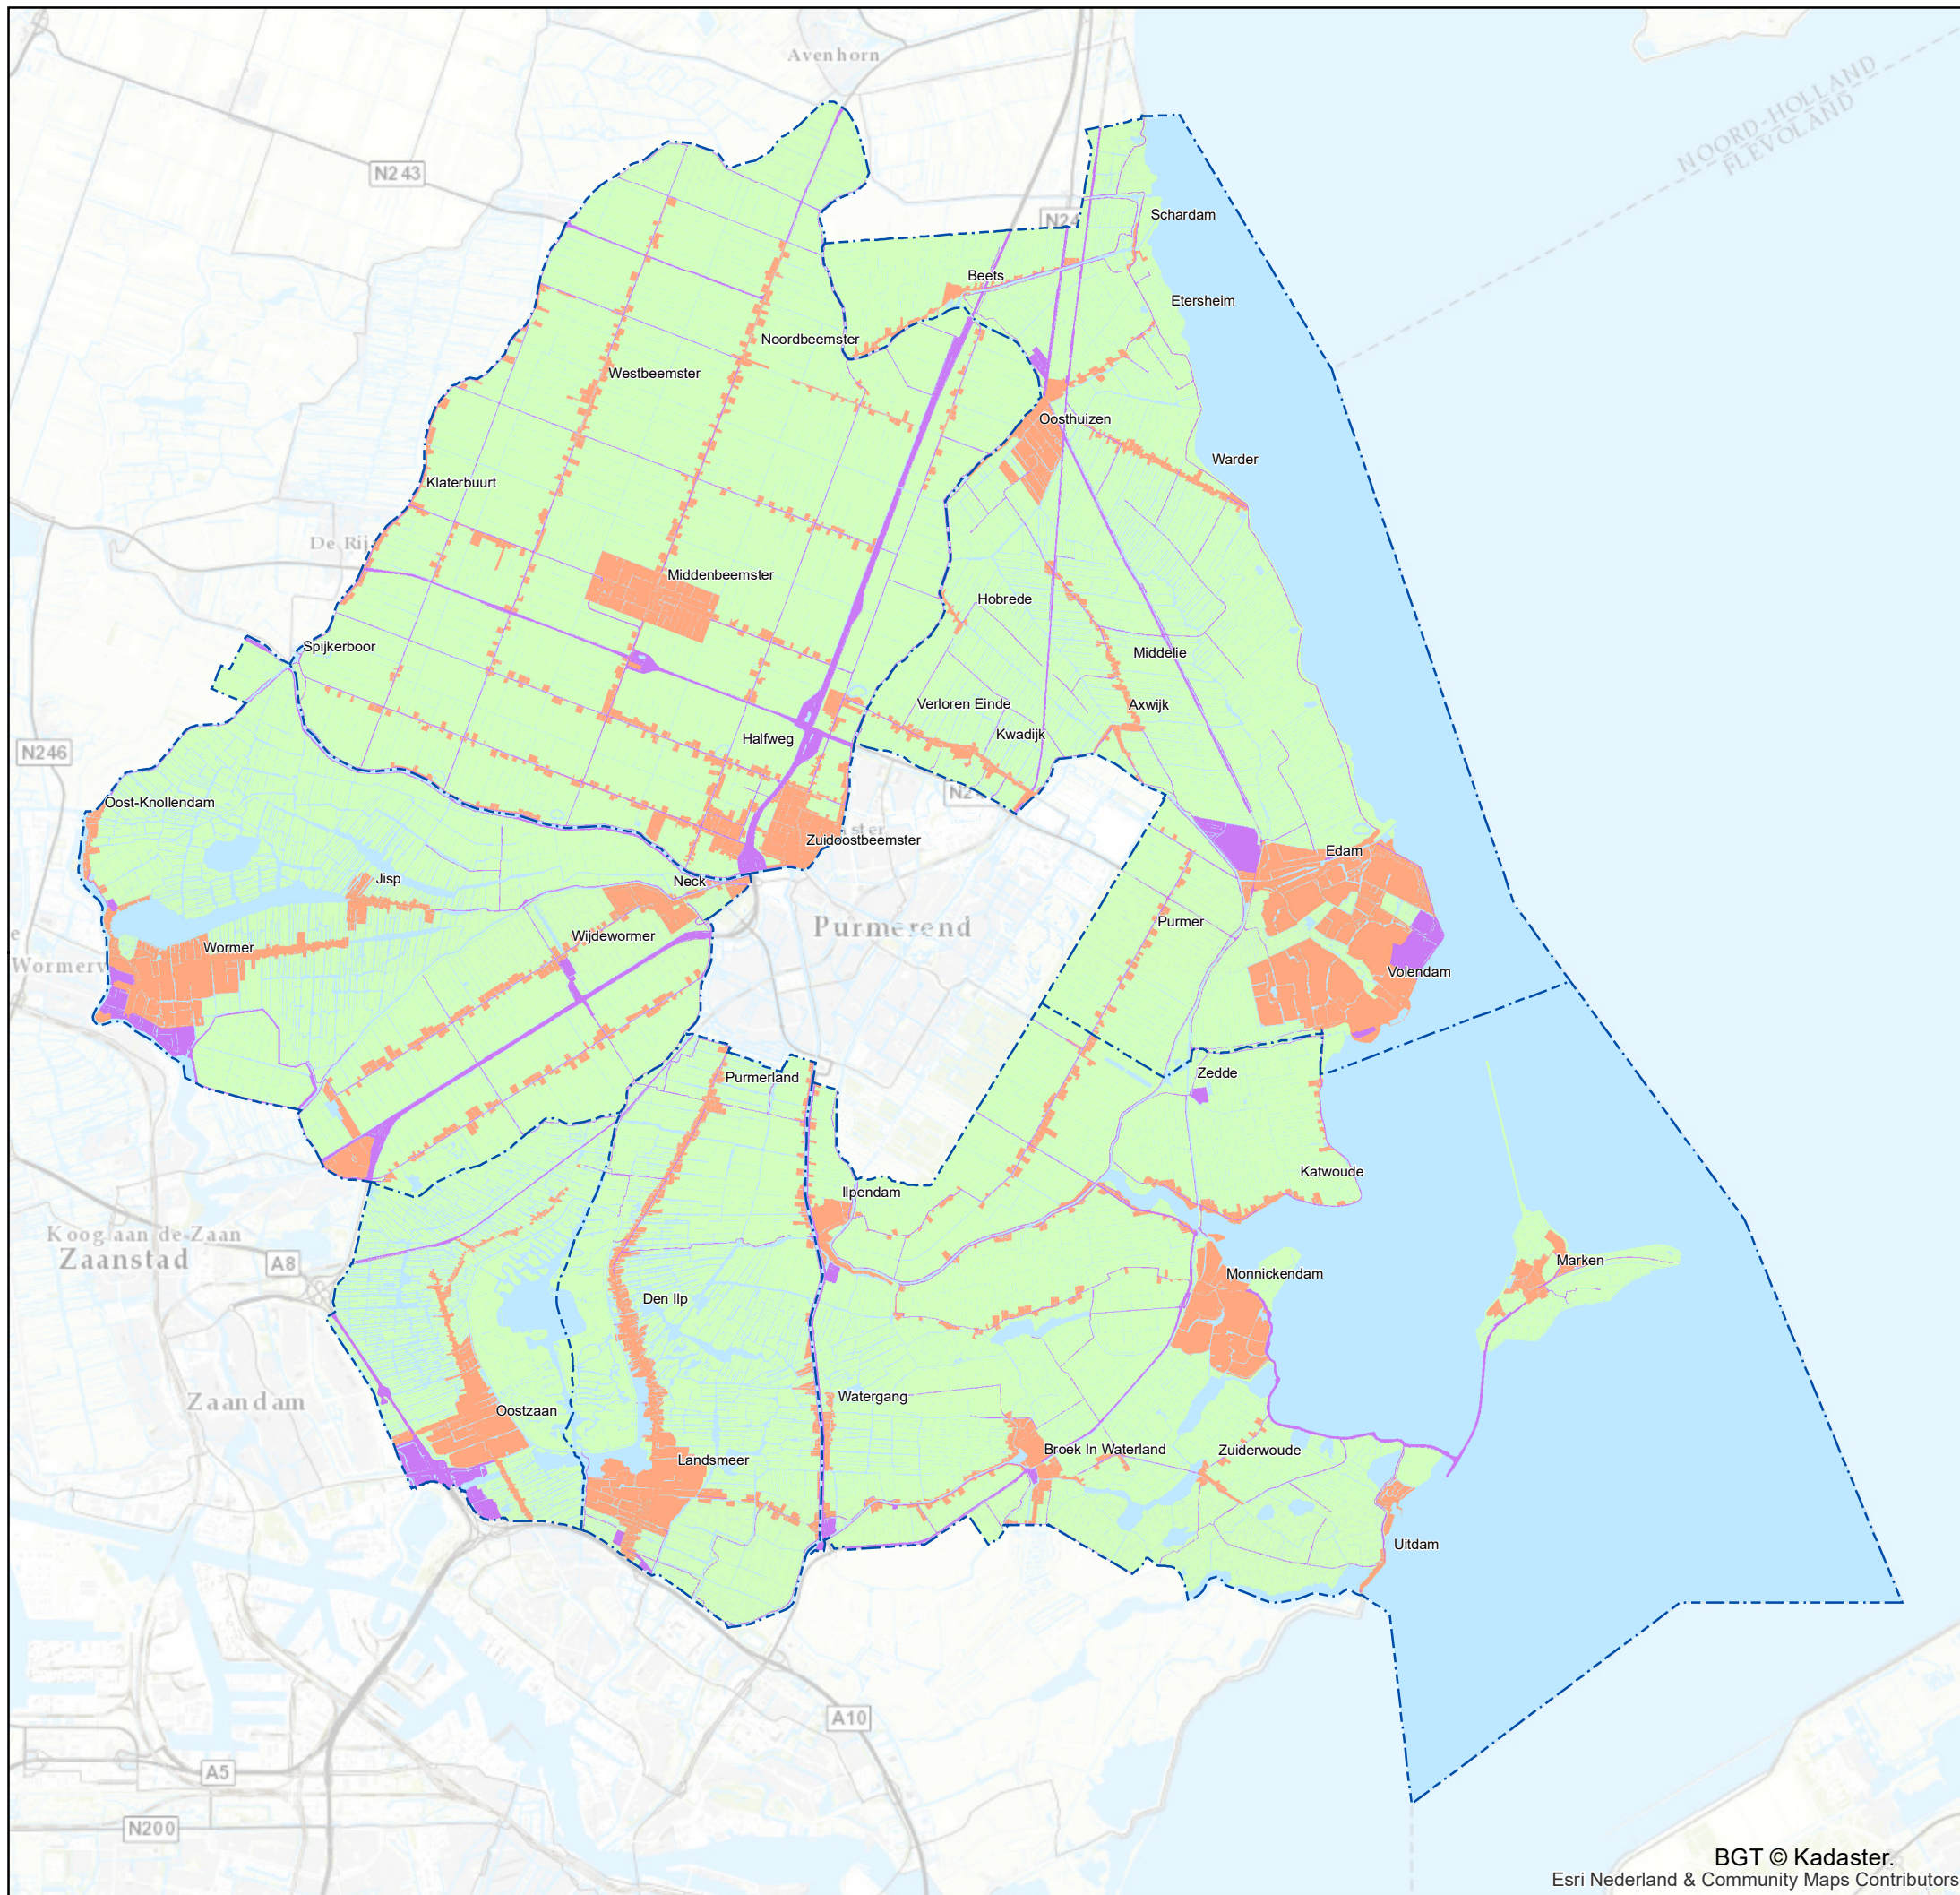 Avenhorn
NOORD-HOLLAND
FLEVOLAND
N243
Schardam
N24
Beets
Etersheim
Noordbeemster
Westbeemster
Oosthuizen
Warder
Klaterbuurt
De Rij
Middenbeemster
Hobrede
Spijkerboor
Middelie
Verloren Einde
Axwijk
Kwadijk
Halfweg
N246
N24
Oost-Knollendam
ster
Zuidoostbeemster
Edam
Jisp
Neck
Purmerend
Purmer
e
Wormer
Wijdewormer
Wormerv
Volendam
Purmerland
Zedde
Katwoude
Ilpendam
Koog aan de Zaan
Zaanstad
A8
Marken
Monnickendam
Den Ilp
Zaandam
Watergang
Oostzaan
Landsmeer
Broek In Waterland
Zuiderwoude
Uitdam
A10
A5
N200
BGT © Kadaster.
Esri Nederland & Community Maps Contributors